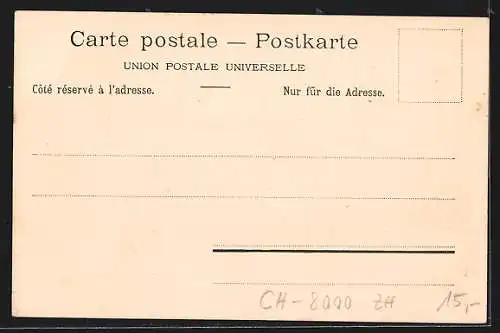 Carte postale — Postkarte
UNION POSTALE UNIVERSELLE
Côté réservé à l'adresse. Nur für die Adresse.
CH-8000 ZH 15,-